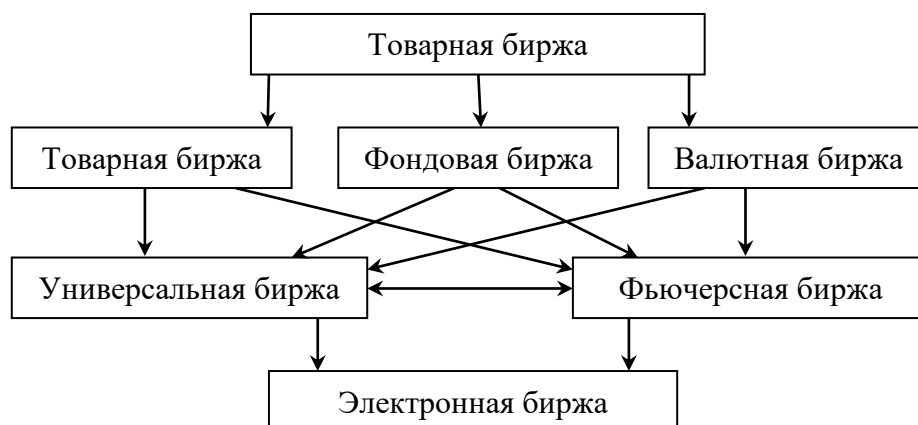 Товарная биржа
Товарная биржа
Фондовая биржа
Валютная биржа
Универсальная биржа
Фьючерсная биржа
Электронная биржа